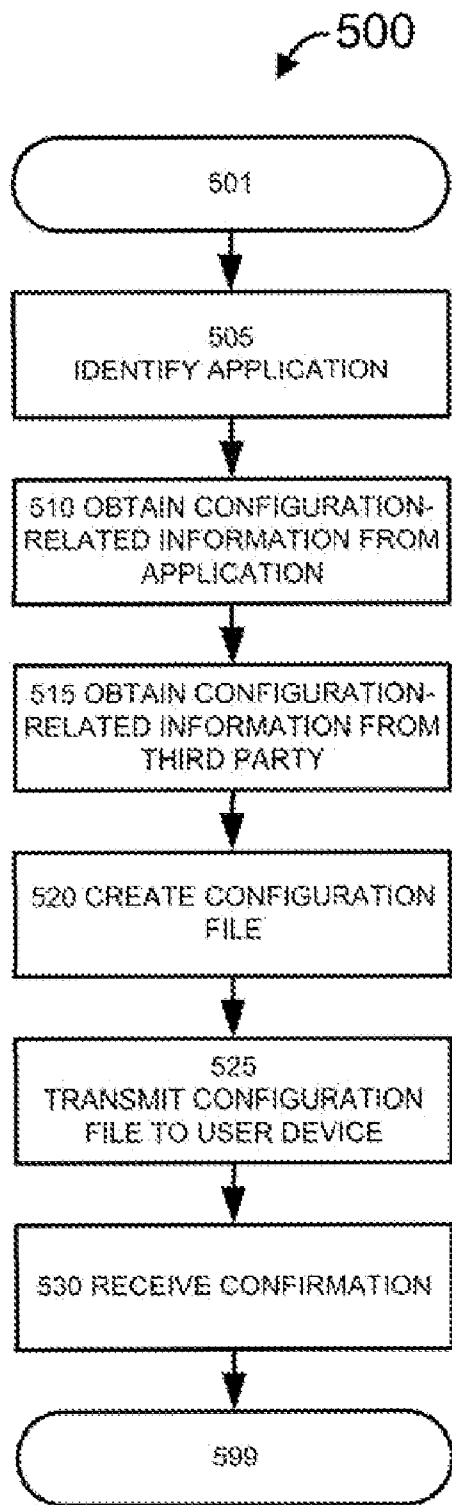 500
501
505
IDENTIFY APPLICATION
510 OBTAIN CONFIGURATION-
RELATED INFORMATION FROM
APPLICATION
515 OBTAIN CONFIGURATION-
RELATED INFORMATION FROM
THIRD PARTY
520 CREATE CONFIGURATION
FILE
525
TRANSMIT CONFIGURATION
FILE TO USER DEVICE
530 RECEIVE CONFIRMATION
599